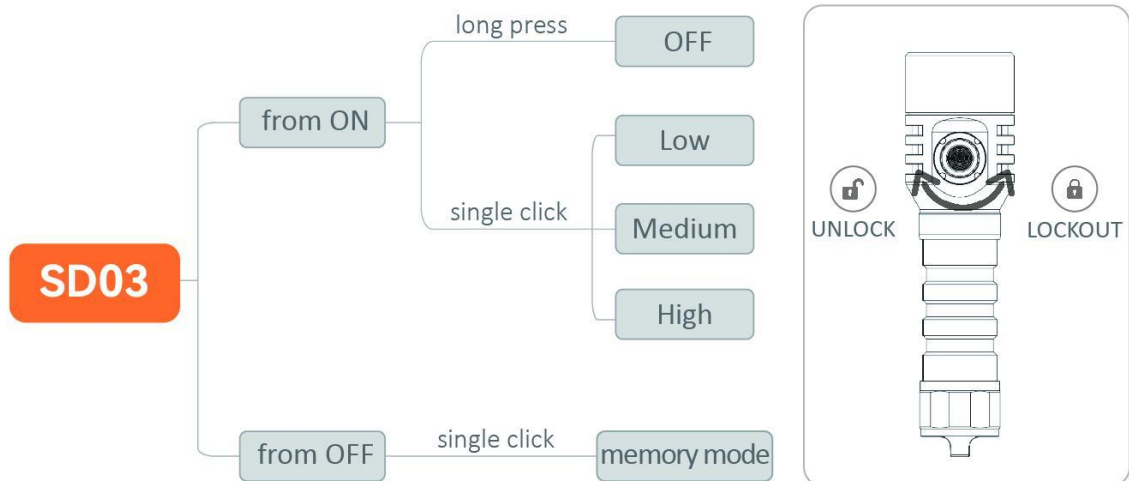 SD03
from ON
long press
OFF
single click
Low
Medium
High
from OFF
single click
memory mode
UNLOCK
LOCKOUT